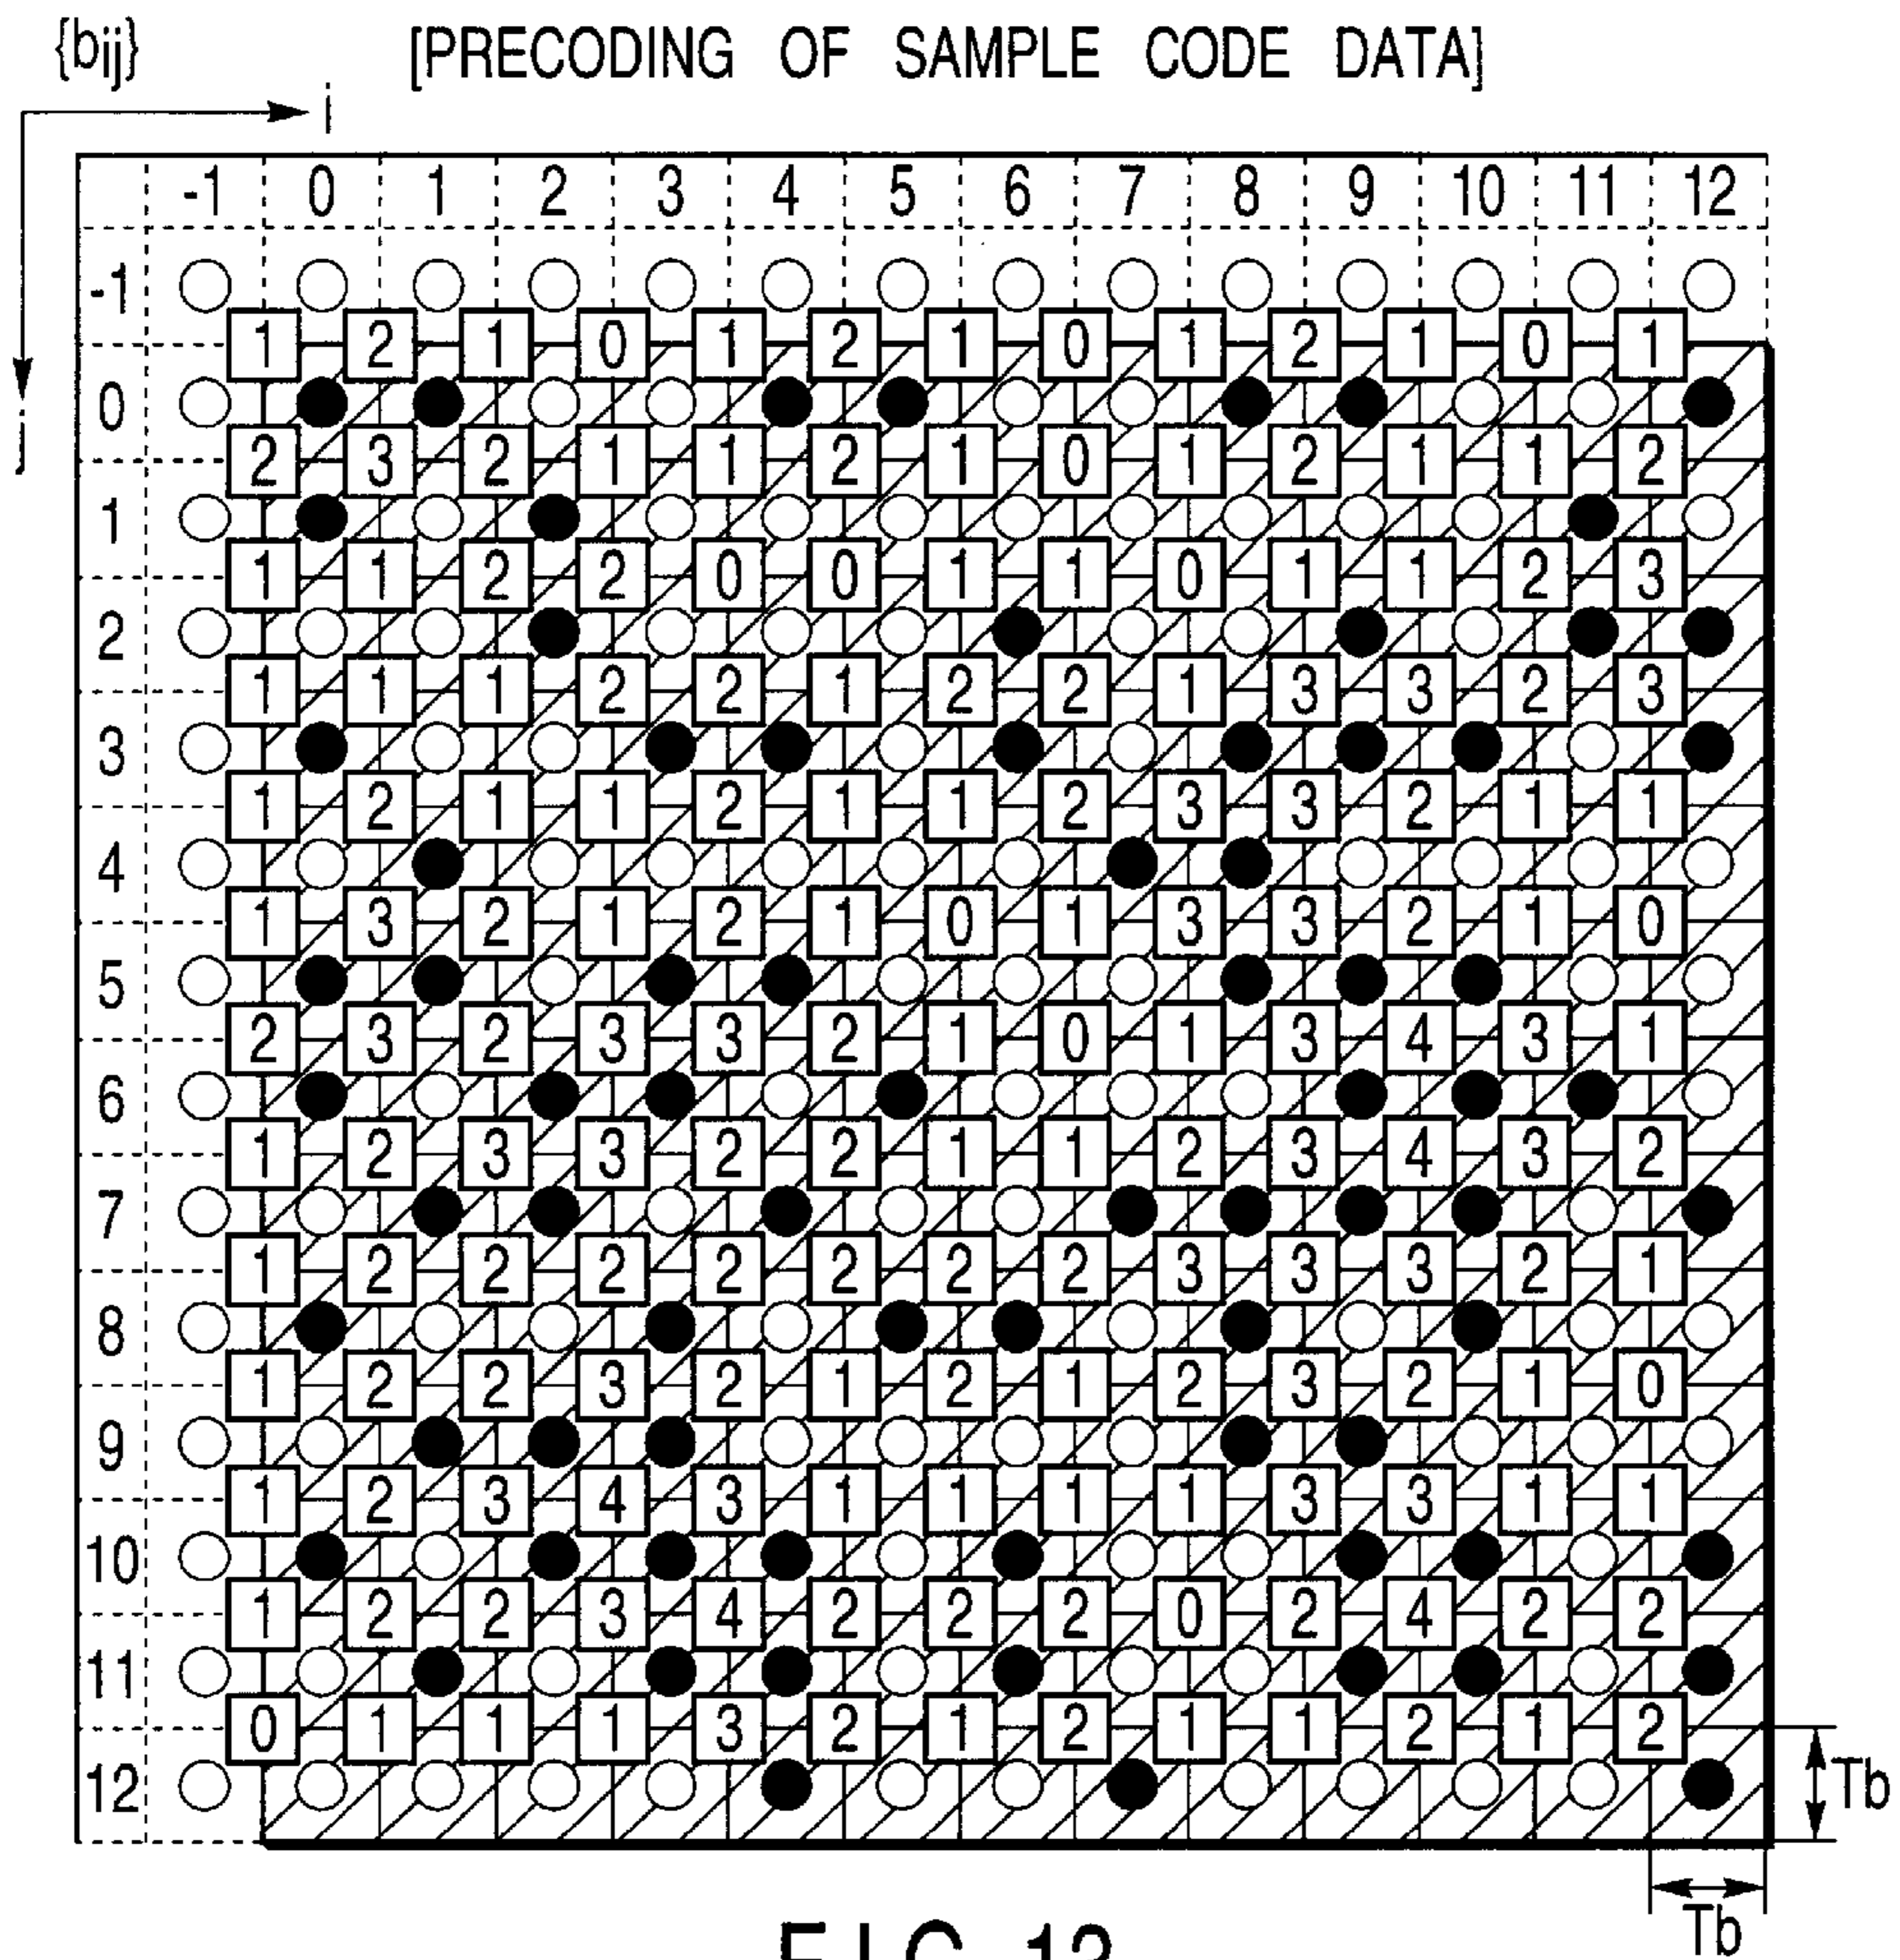 {bij} [PRECODING OF SAMPLE CODE DATA]
i
-1 0 1 2 3 4 5 6 7 8 9 10 11 12
-1
1 2 1 0 1 2 1 0 1 2 1 0 1
j 0
2 3 2 1 1 2 1 0 1 2 1 1 2
1
1 1 2 2 0 0 1 1 0 1 1 2 3
2
1 1 1 2 2 1 2 2 1 3 3 2 3
3
1 2 1 1 2 1 1 2 3 3 2 1 1
4
1 3 2 1 2 1 0 1 3 3 2 1 0
5
2 3 2 3 3 2 1 0 1 3 4 3 1
6
1 2 3 3 2 2 1 1 2 3 4 3 2
7
1 2 2 2 2 2 2 2 3 3 3 2 1
8
1 2 2 3 2 1 2 1 2 3 2 1 0
9
1 2 3 4 3 1 1 1 1 3 3 1 1
10
1 2 2 3 4 2 2 2 0 2 4 2 2
11
0 1 1 1 3 2 1 2 1 1 2 1 2
12 Tb
Tb